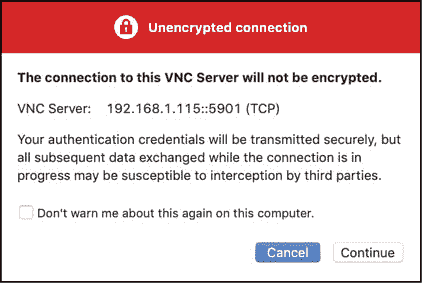 Unencrypted connection
The connection to this VNC Server will not be encrypted.
VNC Server: 192.168.1.115::5901 (TCP)
Your authentication credentials will be transmitted securely, but
all subsequent data exchanged while the connection is in
progress may be susceptible to interception by third parties.
Don't warn me about this again on this computer.
Cancel Continue